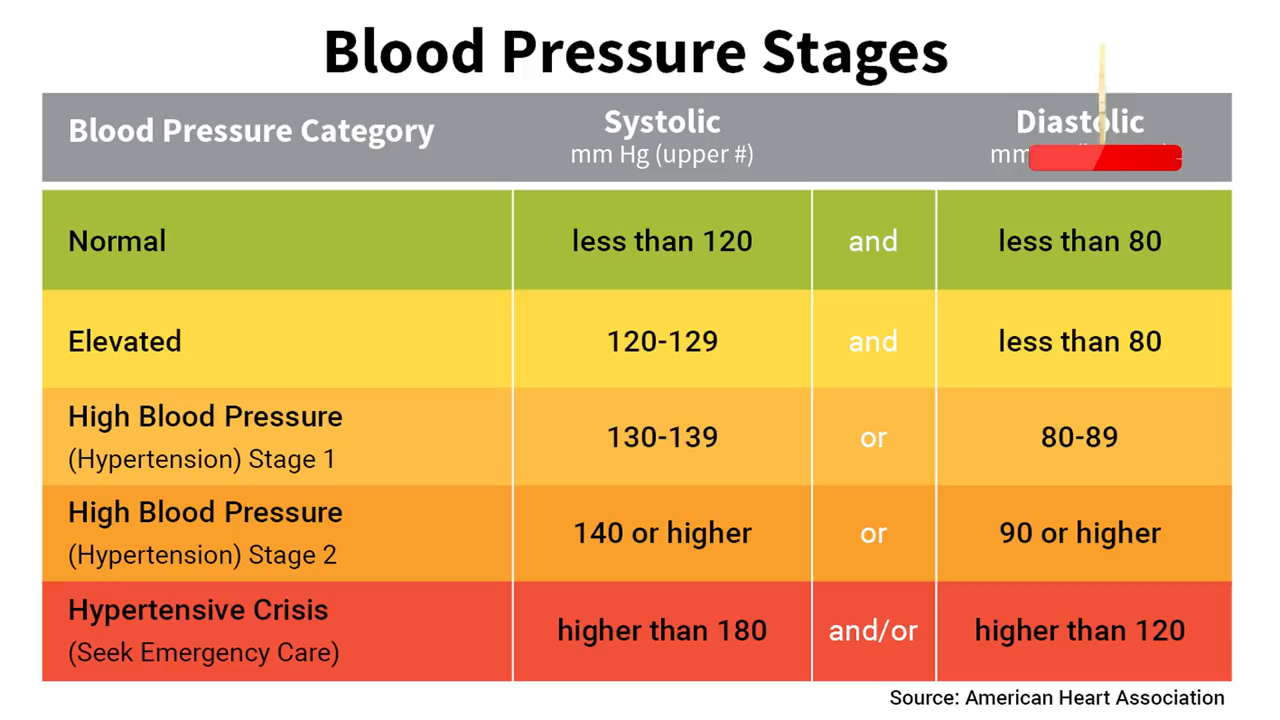 Blood Pressure Stages
Blood Pressure Category
Systolic
mm Hg (upper #)
Diastolic
mm
Normal
less than 120
and
less than 80
Elevated
120-129
and
less than 80
High Blood Pressure
(Hypertension) Stage 1
130-139
or
80-89
High Blood Pressure
(Hypertension) Stage 2
140 or higher
or
90 or higher
Hypertensive Crisis
(Seek Emergency Care)
higher than 180
and/or
higher than 120
Source: American Heart Association